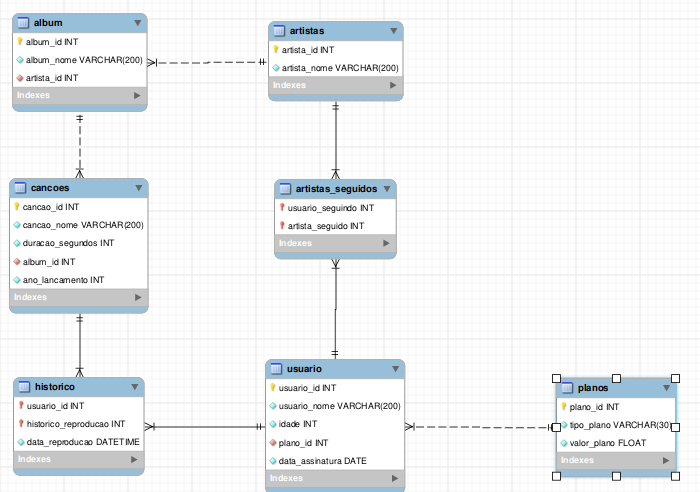 album
album_id INT
album_nome VARCHAR(200)
artista_id INT
Indexes
artistas
artista_id INT
artista_nome VARCHAR(200)
Indexes
cancoes
cancao_id INT
cancao_nome VARCHAR(200)
duracao_segundos INT
album_id INT
ano_lancamento INT
Indexes
artistas_seguidos
usuario_seguindo INT
artista_seguido INT
Indexes
historico
usuario_id INT
historico_reproducao INT
data_reproducao DATETIME
Indexes
usuario
usuario_id INT
usuario_nome VARCHAR(200)
idade INT
plano_id INT
data_assinatura DATE
planos
plano_id INT
tipo_plano VARCHAR(30)
valor_plano FLOAT
Indexes